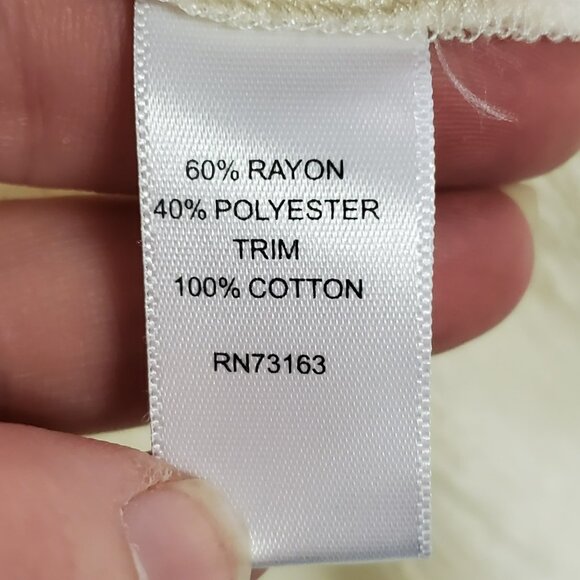 60% RAYON
40% POLYESTER
TRIM
100% COTTON
RN73163